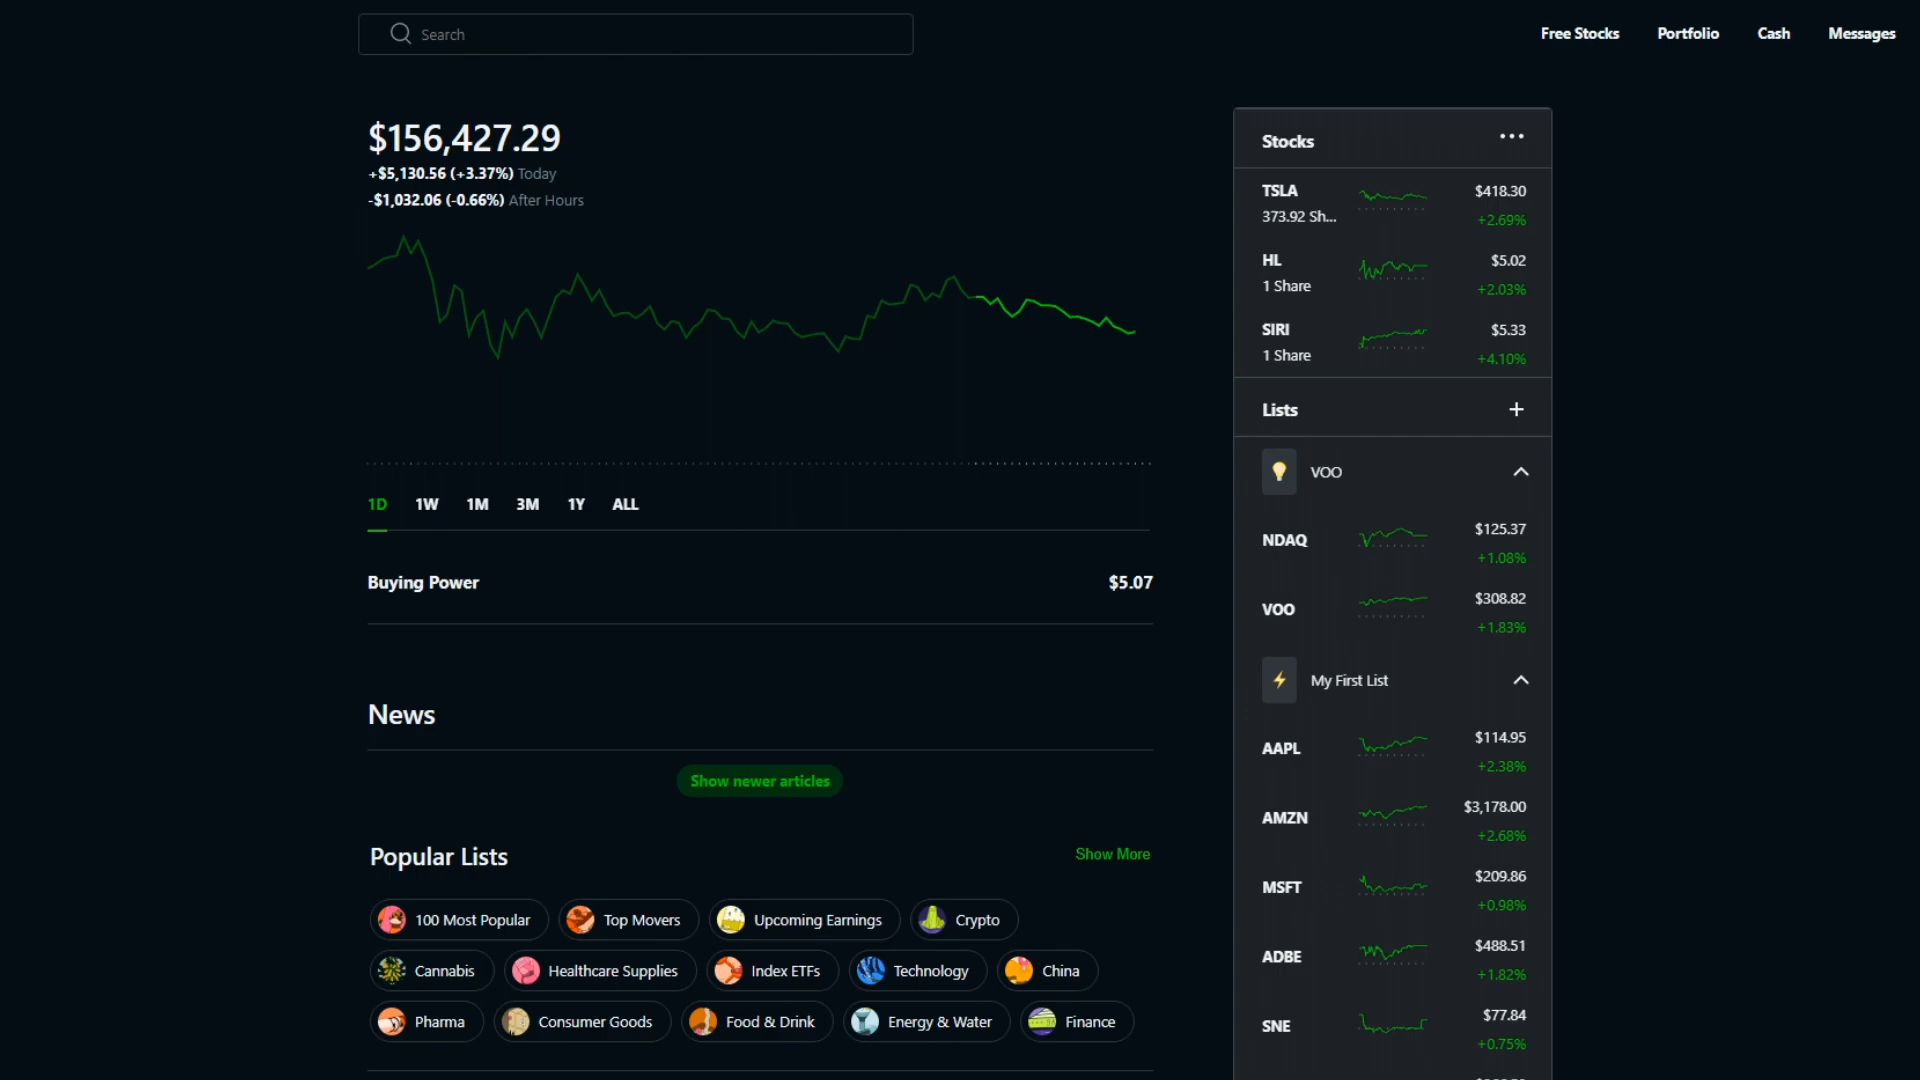 Search
Free Stocks Portfolio Cash Messages
$156,427.29
+$5,130.56 (+3.37%) Today
-$1,032.06 (-0.66%) After Hours
1D 1W 1M 3M 1Y ALL
Buying Power $5.07
News
Show newer articles
Popular Lists Show More
100 Most Popular Top Movers Upcoming Earnings Crypto
Cannabis Healthcare Supplies Index ETFs Technology China
Pharma Consumer Goods Food & Drink Energy & Water Finance
Stocks
TSLA $418.30
373.92 Sh... +2.69%
HL $5.02
1 Share +2.03%
SIRI $5.33
1 Share +4.10%
Lists
VOO
NDAQ $125.37
+1.08%
VOO $308.82
+1.83%
My First List
AAPL $114.95
+2.38%
AMZN $3,178.00
+2.68%
MSFT $209.86
+0.98%
ADBE $488.51
+1.82%
SNE $77.84
+0.75%